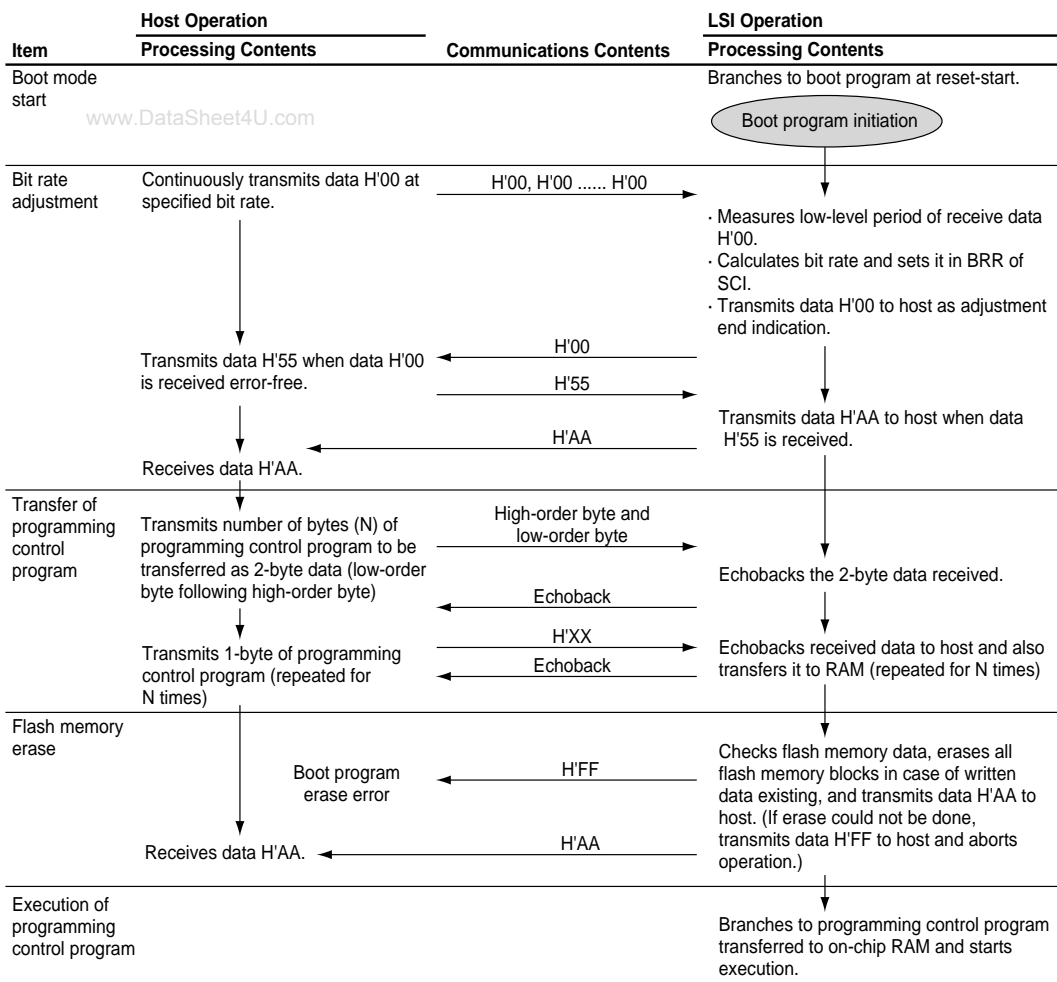 Host Operation
LSI Operation
Item
Processing Contents
Communications Contents
Processing Contents
Boot mode
start
Branches to boot program at reset-start.
www.DataSheet4U.com
Boot program initiation
Bit rate
adjustment
Continuously transmits data H'00 at
specified bit rate.
H'00, H'00 ...... H'00
· Measures low-level period of receive data
H'00.
· Calculates bit rate and sets it in BRR of
SCI.
· Transmits data H'00 to host as adjustment
end indication.
H'00
Transmits data H'55 when data H'00
is received error-free.
H'55
Transmits data H'AA to host when data
H'55 is received.
H'AA
Receives data H'AA.
Transfer of
programming
control
program
Transmits number of bytes (N) of
programming control program to be
transferred as 2-byte data (low-order
byte following high-order byte)
High-order byte and
low-order byte
Echobacks the 2-byte data received.
Echoback
H'XX
Transmits 1-byte of programming
control program (repeated for
N times)
Echobacks received data to host and also
transfers it to RAM (repeated for N times)
Echoback
Flash memory
erase
Checks flash memory data, erases all
flash memory blocks in case of written
data existing, and transmits data H'AA to
host. (If erase could not be done,
transmits data H'FF to host and aborts
operation.)
H'FF
Boot program
erase error
H'AA
Receives data H'AA.
Execution of
programming
control program
Branches to programming control program
transferred to on-chip RAM and starts
execution.